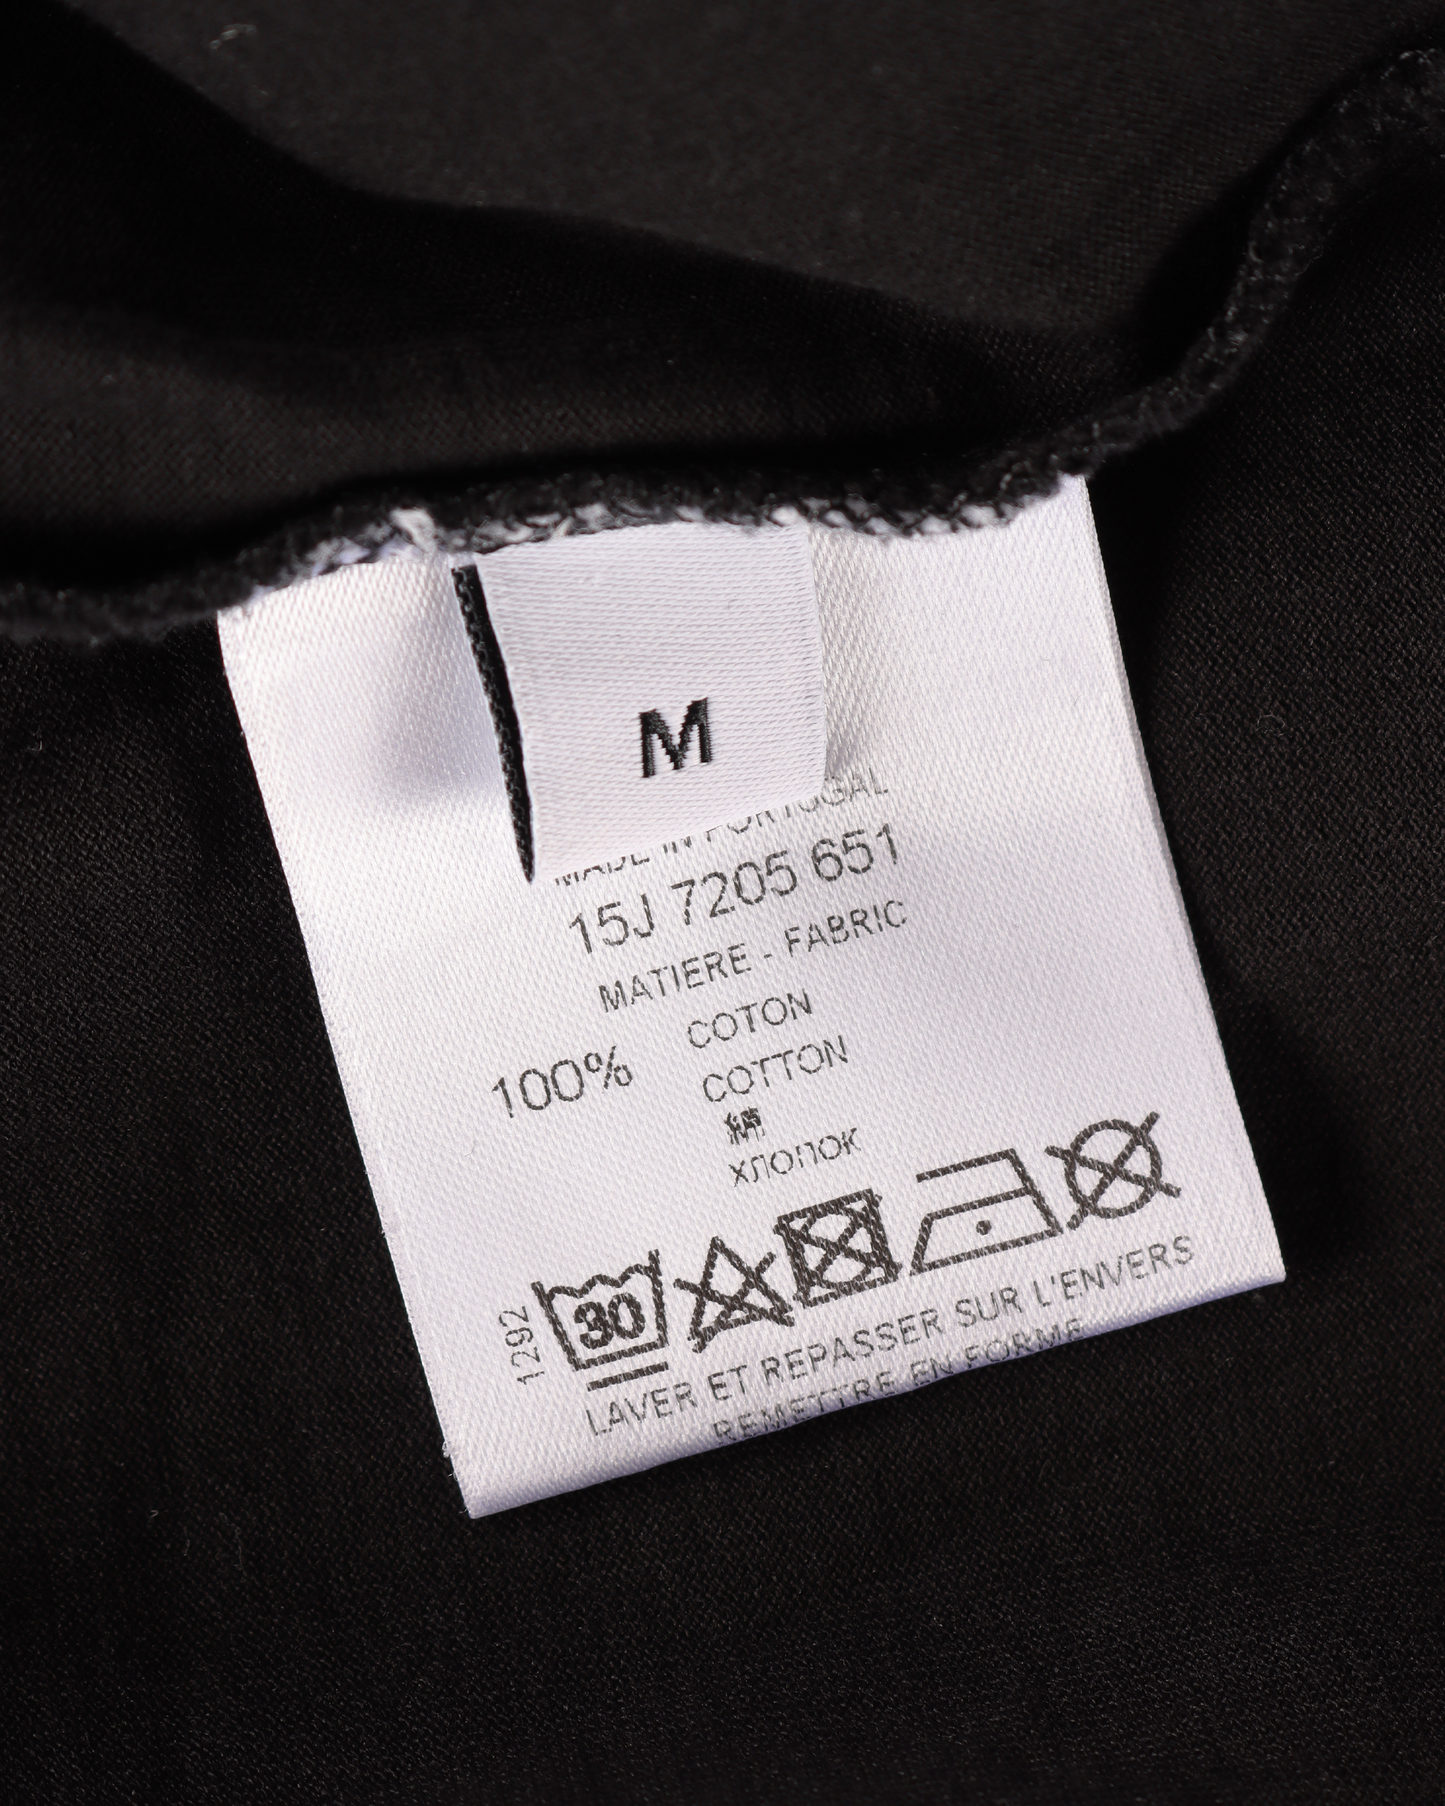 M
MADE IN PORTUGAL
15J 7205 651
MATIERE - FABRIC
100%
COTON
COTTON
ХЛОПОК
30
1292
LAVER ET REPASSER SUR L'ENVERS
REMETTRE EN FORME